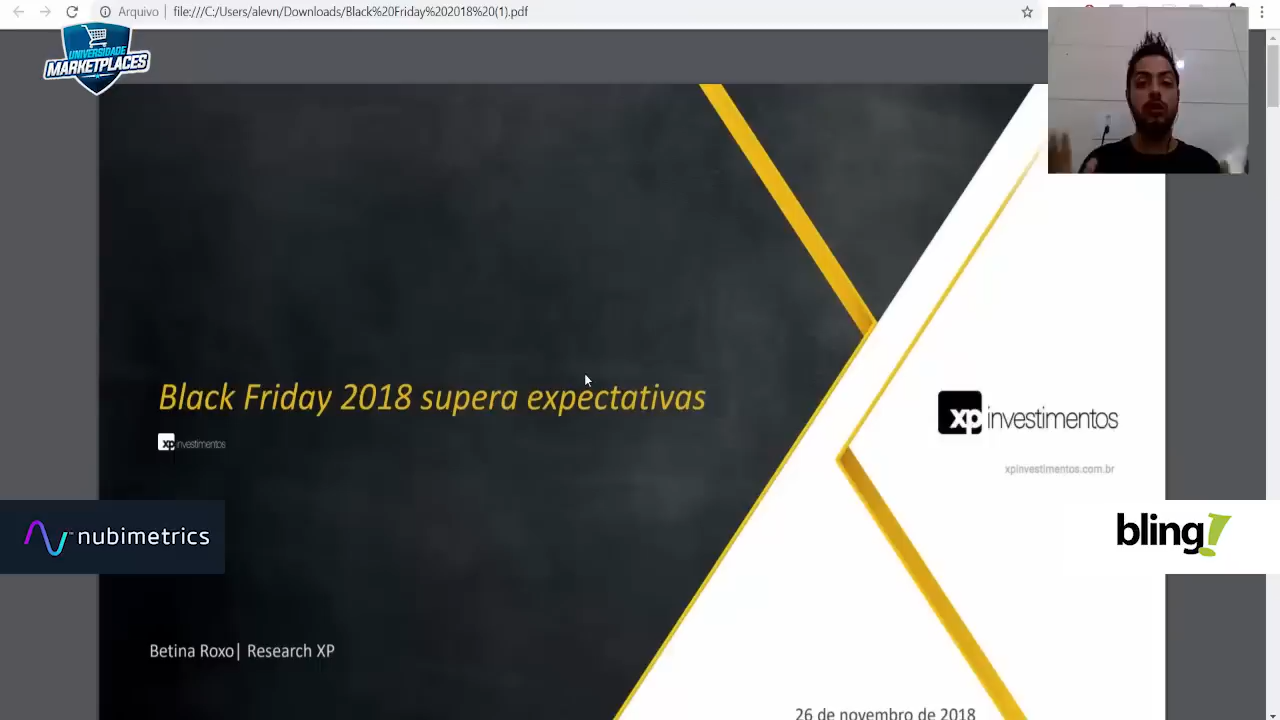 Arquivo
file:///C:/Users/alevn/Downloads/Black%20Friday%202018%20(1).pdf
UNIVERSIDADE
MARKETPLACES
Black Friday 2018 supera expectativas
xp investimentos
xp investimentos
xpinvestimentos.com.br
nubimetrics
bling!
Betina Roxo| Research XP
26 de novembro de 2018